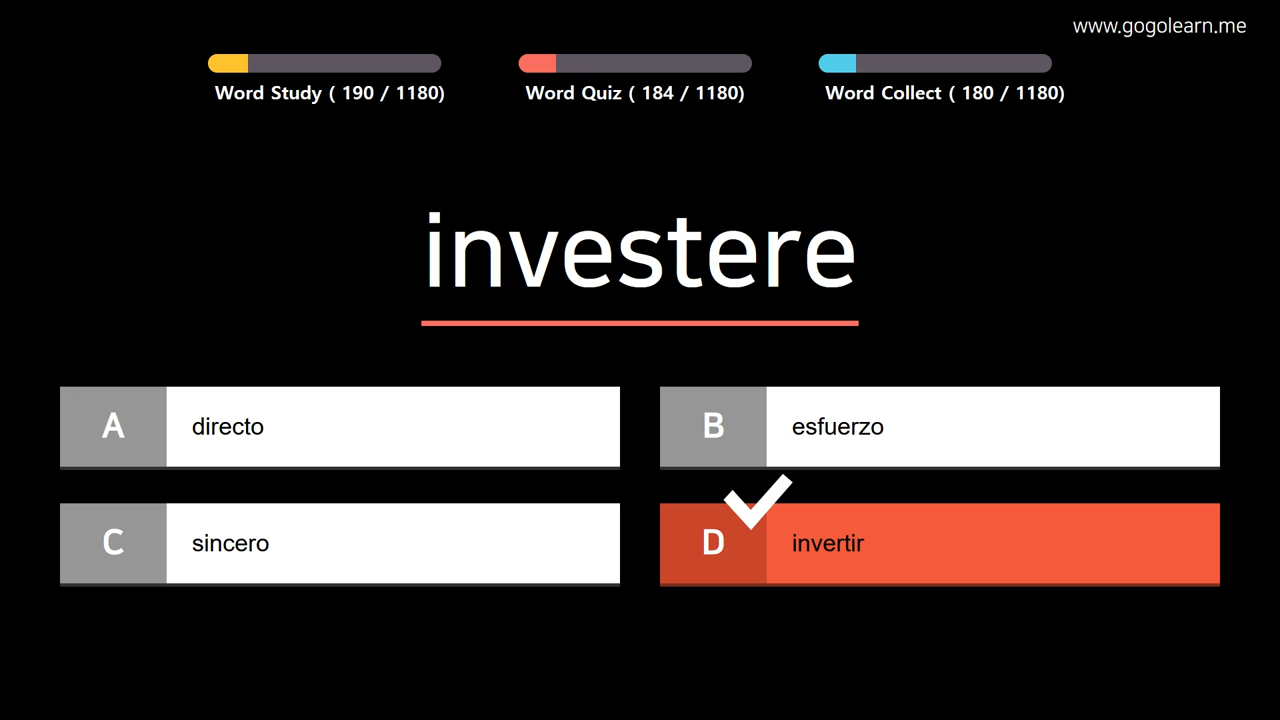 www.gogolearn.me
Word Study ( 190 / 1180)
Word Quiz ( 184 / 1180)
Word Collect ( 180 / 1180)
investere
A directo
B esfuerzo
C sincero
D invertir